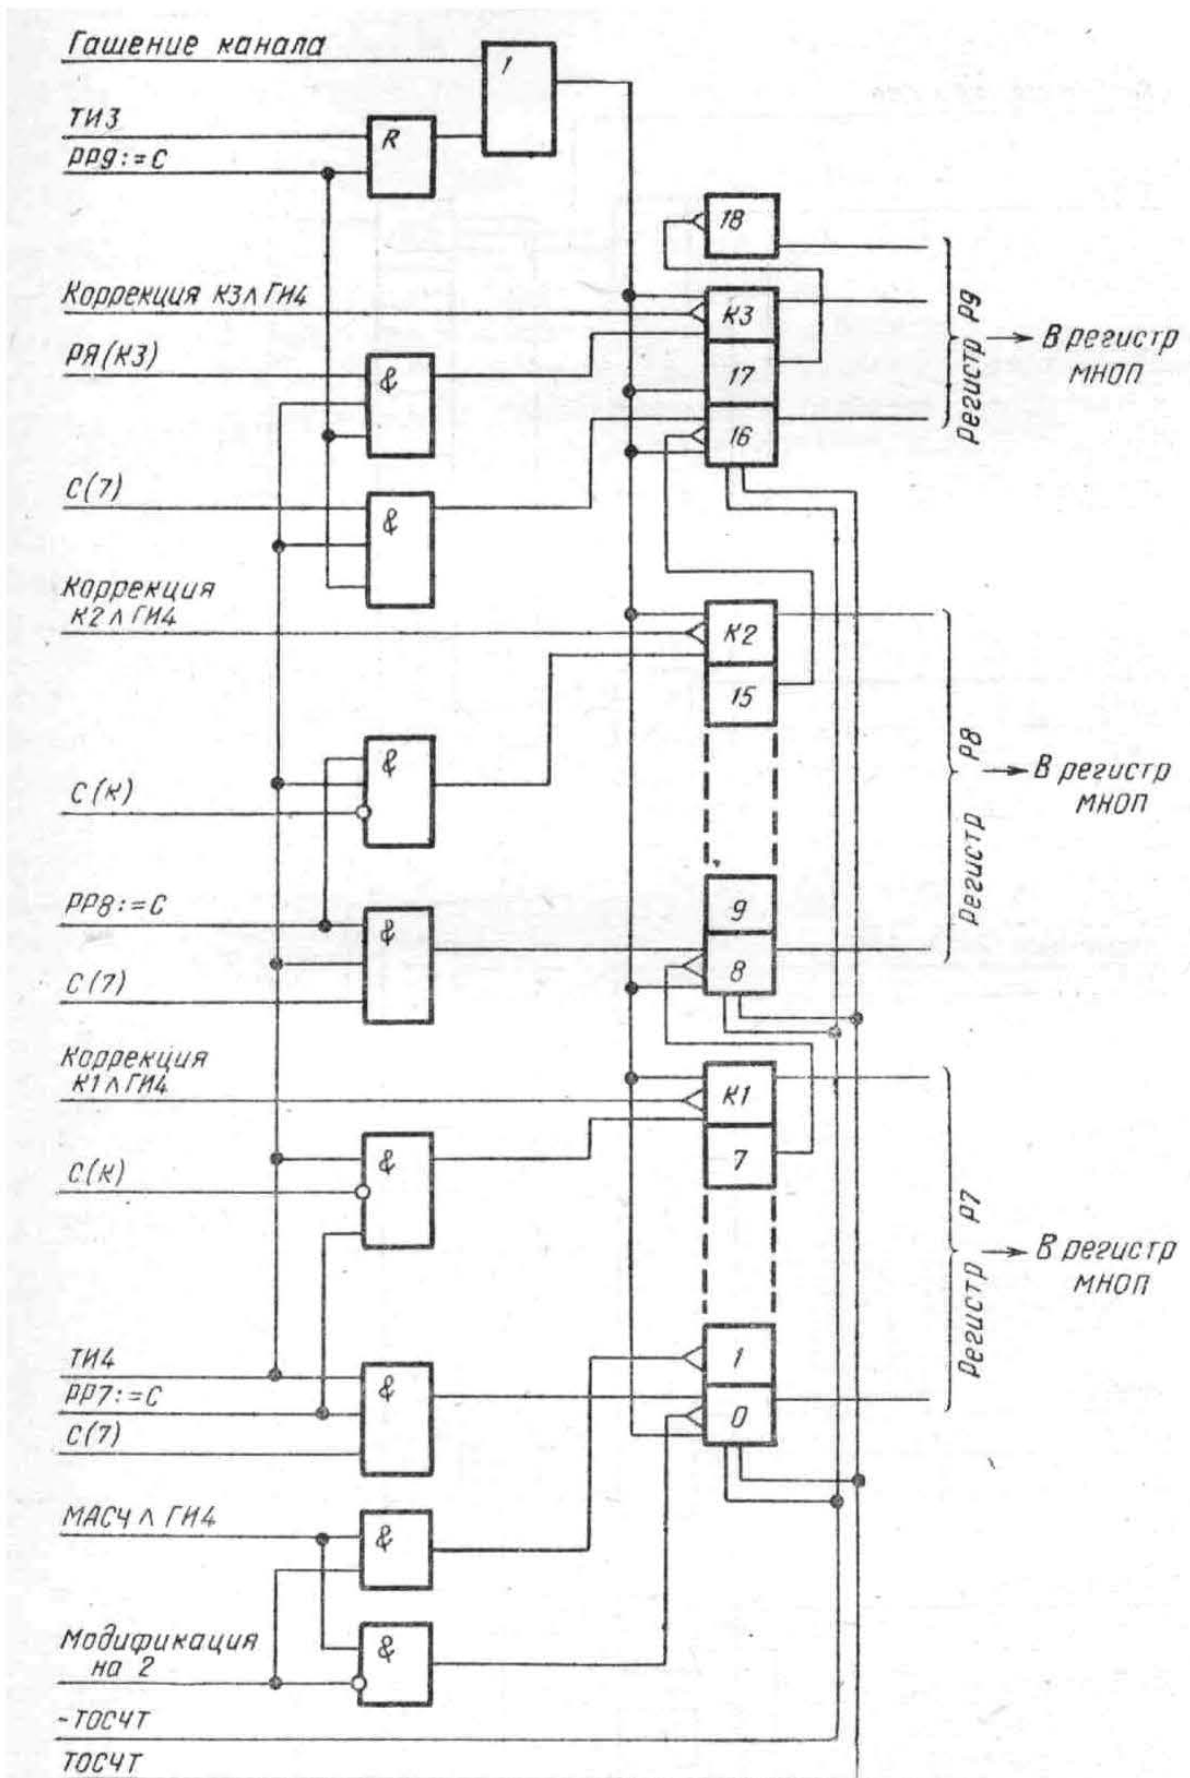 Гашение канала
1
ТИ3
R
РР9:=С
18
Коррекция К3∧ГИ4
К3
Регистр Р9
В регистр
МНОП
РЯ(К3)
&
17
16
С(7)
&
Коррекция
К2∧ГИ4
К2
15
Регистр Р8
В регистр
МНОП
&
С(К)
РР8:=С
&
9
8
С(7)
Коррекция
К1∧ГИ4
К1
7
Регистр Р7
В регистр
МНОП
&
С(К)
ТИ4
&
1
РР7:=С
0
С(7)
МАСЧ∧ГИ4
&
&
Модификация
на 2
-ТОСЧТ
ТОСЧТ